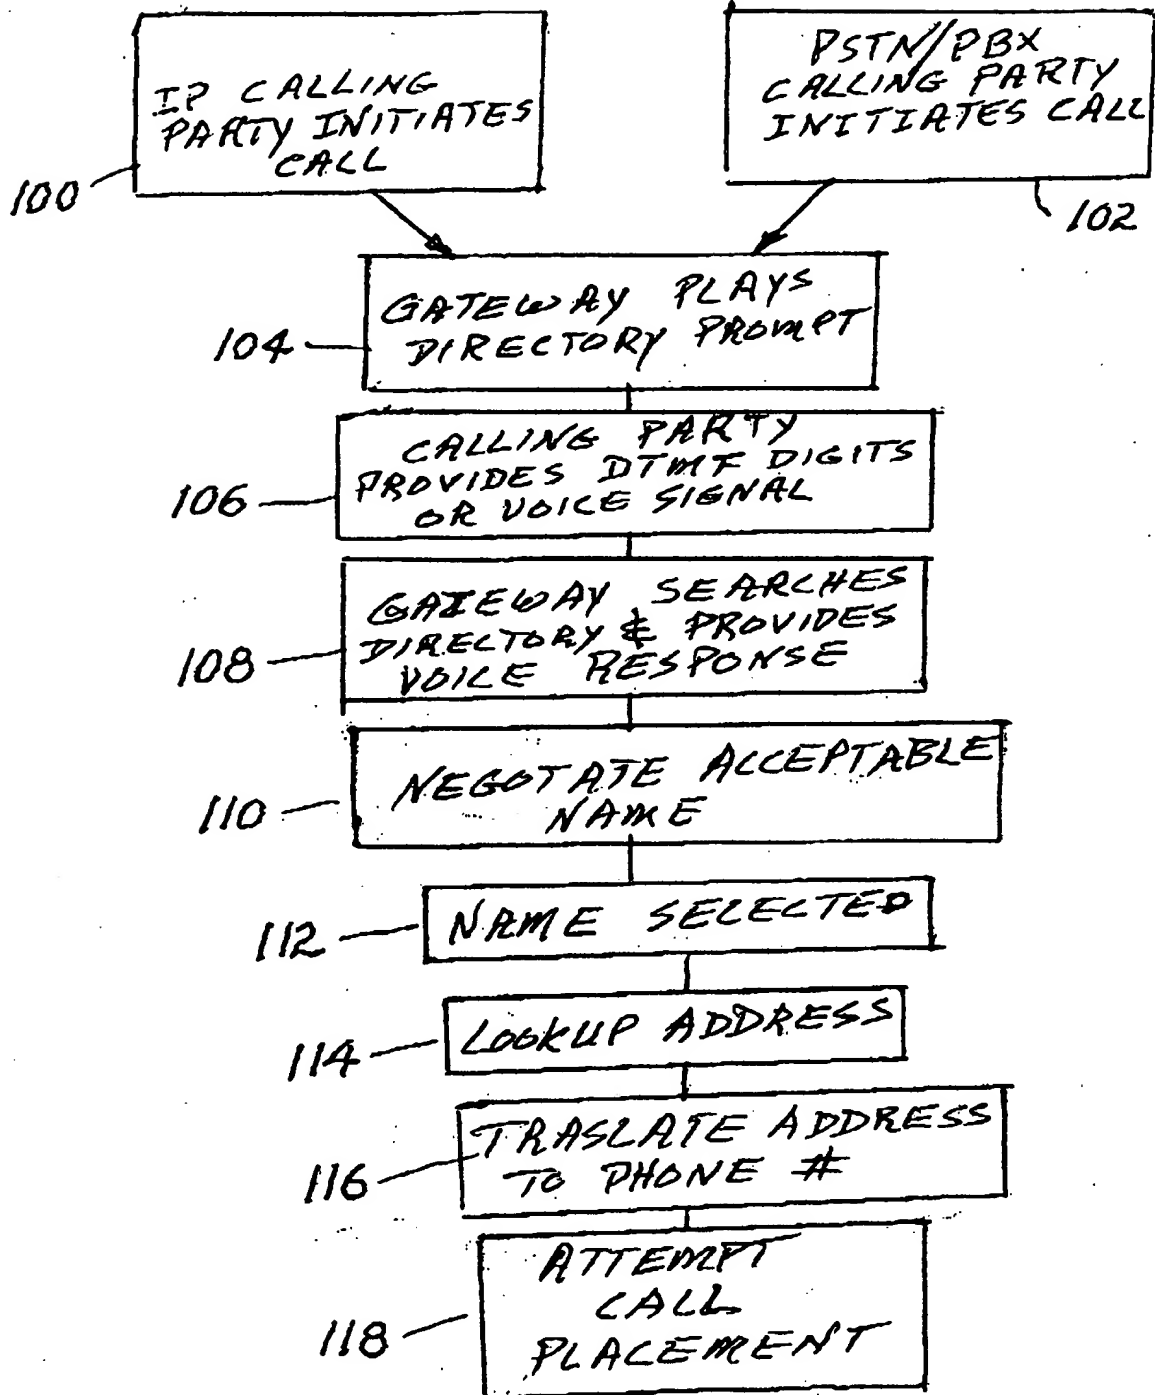 IP CALLING
PARTY INITIATES
CALL
100
PSTN/PBX
CALLING PARTY
INITIATES CALL
102
GATEWAY PLAYS
DIRECTORY PROMPT
104
CALLING PARTY
PROVIDES DTMF DIGITS
OR VOICE SIGNAL
106
GATEWAY SEARCHES
DIRECTORY & PROVIDES
VOICE RESPONSE
108
NEGOTATE ACCEPTABLE
NAME
110
NAME SELECTED
112
LOOKUP ADDRESS
114
TRASLATE ADDRESS
TO PHONE #
116
ATTEMPT
CALL
PLACEMENT
118